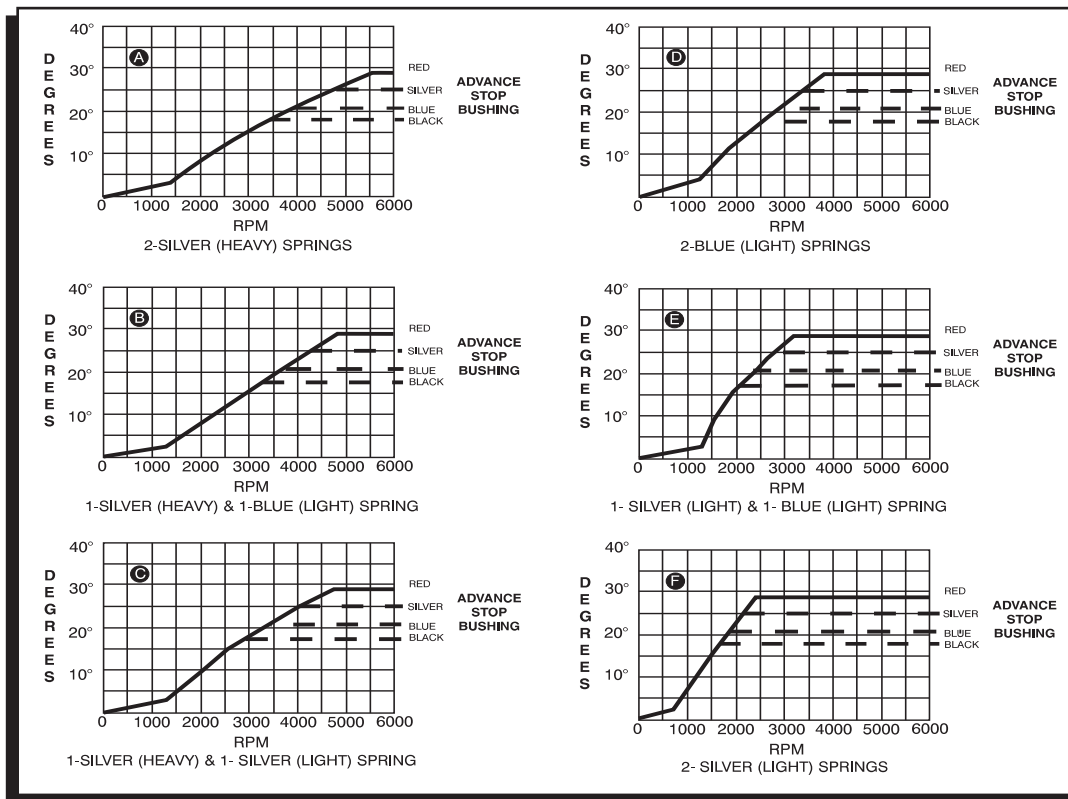 A
40°
30°
20°
10°
DEGREES
0 1000 2000 3000 4000 5000 6000
RPM
RED
SILVER
BLUE
BLACK
ADVANCE
STOP
BUSHING
2-SILVER (HEAVY) SPRINGS
D
40°
30°
20°
10°
DEGREES
0 1000 2000 3000 4000 5000 6000
RPM
RED
SILVER
BLUE
BLACK
ADVANCE
STOP
BUSHING
2-BLUE (LIGHT) SPRINGS
B
40°
30°
20°
10°
DEGREES
0 1000 2000 3000 4000 5000 6000
RPM
RED
SILVER
BLUE
BLACK
ADVANCE
STOP
BUSHING
1-SILVER (HEAVY) & 1-BLUE (LIGHT) SPRING
E
40°
30°
20°
10°
DEGREES
0 1000 2000 3000 4000 5000 6000
RPM
RED
SILVER
BLUE
BLACK
ADVANCE
STOP
BUSHING
1- SILVER (LIGHT) & 1- BLUE (LIGHT) SPRING
C
40°
30°
20°
10°
DEGREES
0 1000 2000 3000 4000 5000 6000
RPM
RED
SILVER
BLUE
BLACK
ADVANCE
STOP
BUSHING
1-SILVER (HEAVY) & 1- SILVER (LIGHT) SPRING
F
40°
30°
20°
10°
DEGREES
0 1000 2000 3000 4000 5000 6000
RPM
RED
SILVER
BLUE
BLACK
ADVANCE
STOP
BUSHING
2- SILVER (LIGHT) SPRINGS